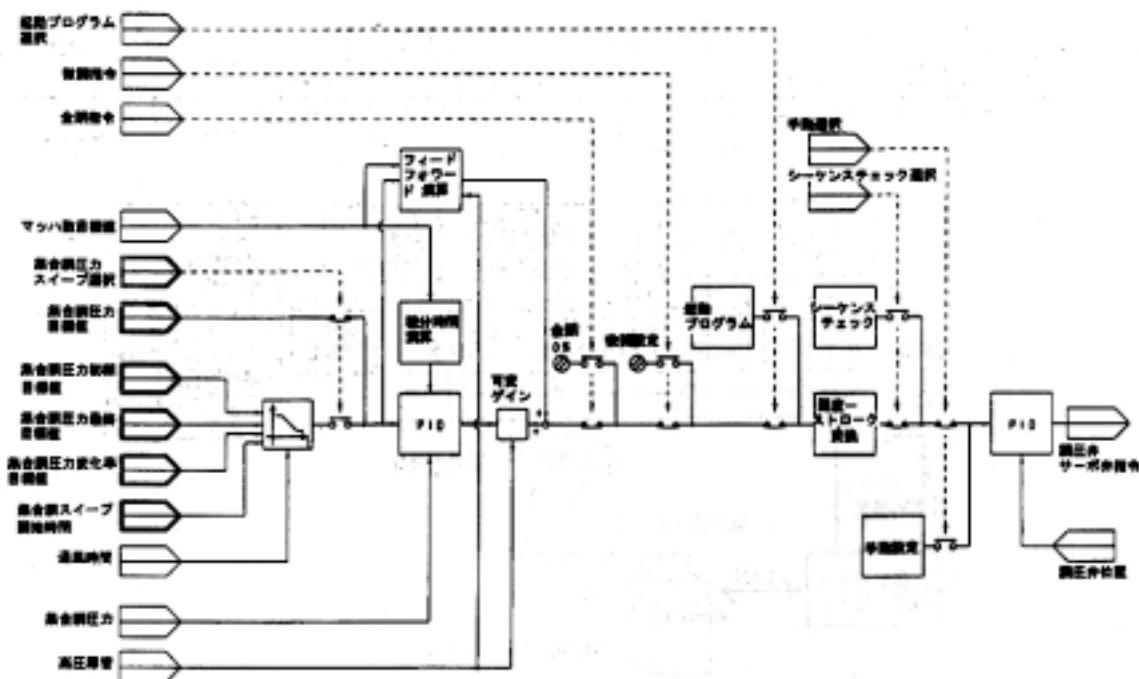 起動プログラム
選択
微開指令
全開指令
手動選択
シーケンスチェック選択
フィード
フォワード 演算
マッハ数目標値
集合胴圧力
スイープ選択
集合胴圧力
目標値
積分時間
演算
起動
プログラム
シーケンス
チェック
全開
微開設定
集合胴圧力初期
目標値
可変
ゲイン
集合胴圧力最終
目標値
PID
開度ー
ストローク
変換
PID
集合胴圧力変化率
目標値
調圧弁
サーボ弁指令
集合胴スイープ
開始時間
手動設定
通風時間
調圧弁位置
集合胴圧力
高圧導管